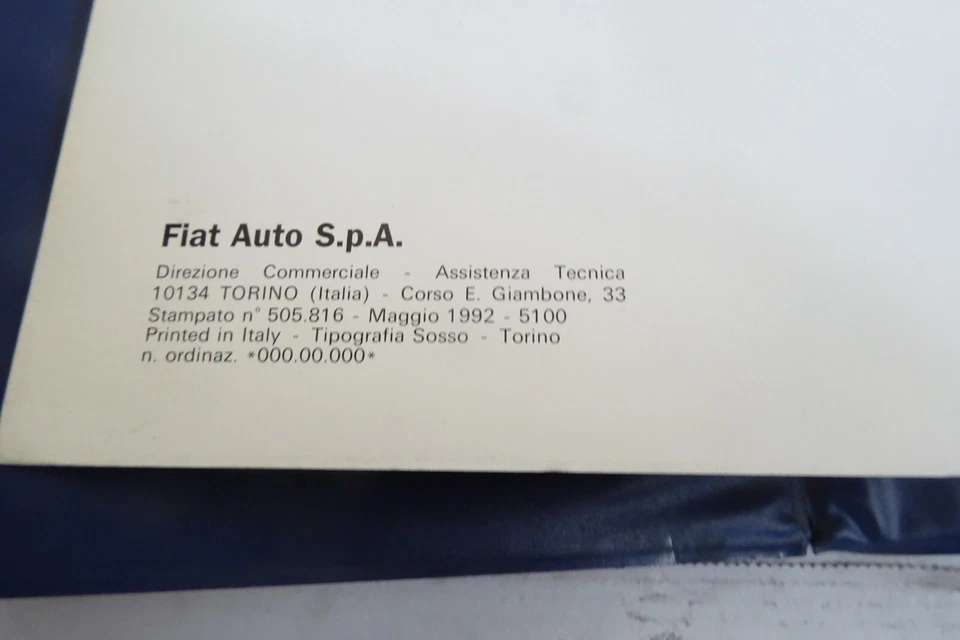 Fiat Auto S.p.A.
Direzione Commerciale - Assistenza Tecnica
10134 TORINO (Italia) - Corso E. Giambone, 33
Stampato n° 505.816 - Maggio 1992 - 5100
Printed in Italy - Tipografia Sosso - Torino
n. ordinaz. *000.00.000*